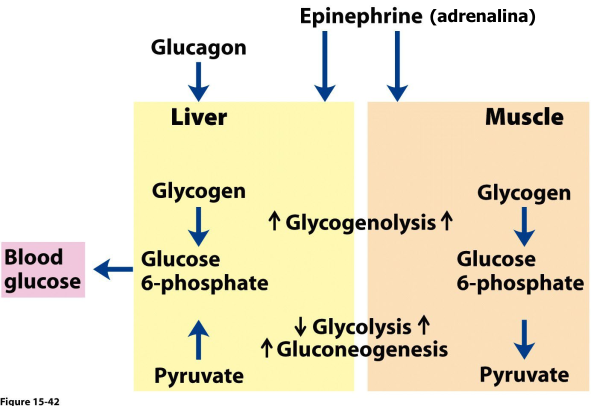 Epinephrine (adrenalina)
Glucagon
Liver
Muscle
Glycogen
Glycogen
↑ Glycogenolysis ↑
Blood
glucose
Glucose
6-phosphate
Glucose
6-phosphate
↓ Glycolysis ↑
↑ Gluconeogenesis
Pyruvate
Pyruvate
Figure 15-42